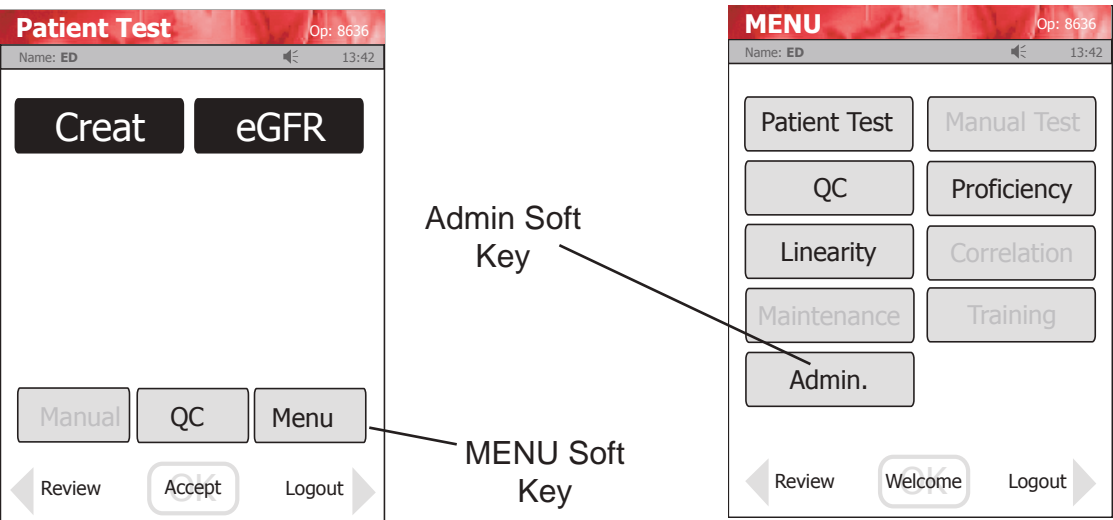 Patient Test Op: 8636
Name: ED 13:42
Creat eGFR
Manual QC Menu
Review OK Accept Logout
Admin Soft
Key
MENU Soft
Key
MENU Op: 8636
Name: ED 13:42
Patient Test Manual Test
QC Proficiency
Linearity Correlation
Maintenance Training
Admin.
Review OK Welcome Logout